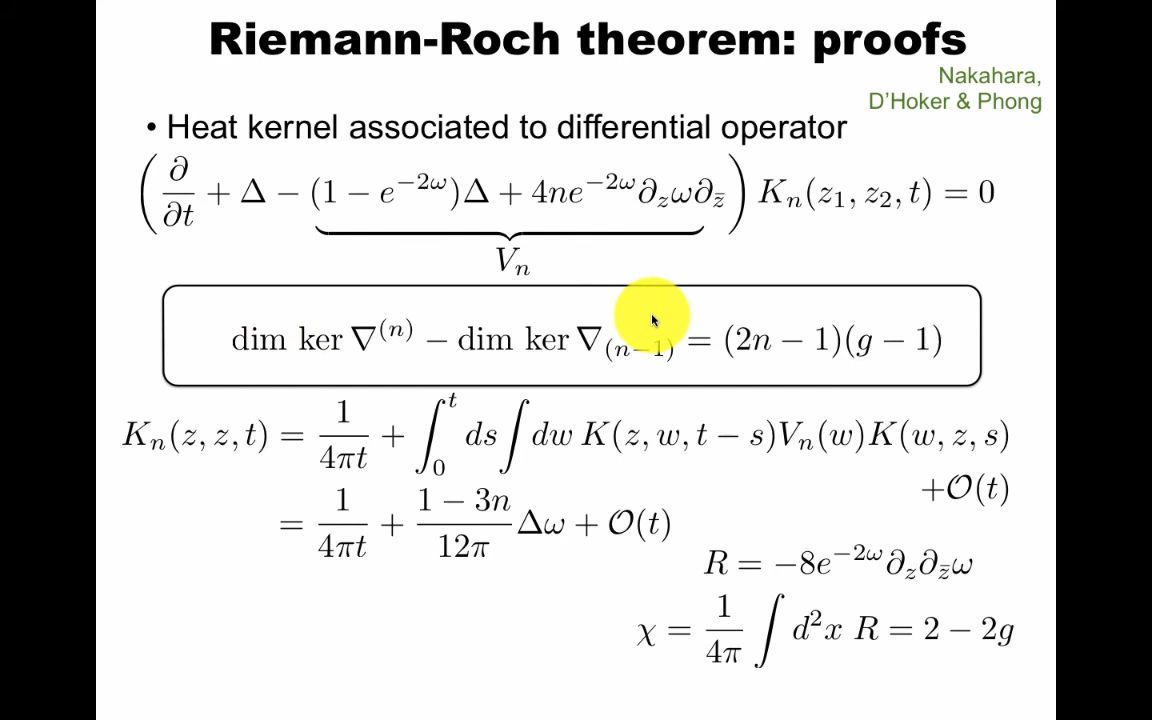 Riemann-Roch theorem: proofs
Nakahara,
D'Hoker & Phong
• Heat kernel associated to differential operator
(∂/∂t + Δ − (1 − e^{−2ω})Δ + 4ne^{−2ω}∂_zω∂_z̄) K_n(z_1, z_2, t) = 0
V_n
dim ker ∇^{(n)} − dim ker ∇_{(n−1)} = (2n − 1)(g − 1)
K_n(z, z, t) = 1/(4πt) + ∫_0^t ds ∫ dw K(z, w, t − s)V_n(w)K(w, z, s)
+𝒪(t)
= 1/(4πt) + (1 − 3n)/(12π) Δω + 𝒪(t)
R = −8e^{−2ω}∂_z∂_z̄ω
χ = 1/(4π) ∫ d²x R = 2 − 2g